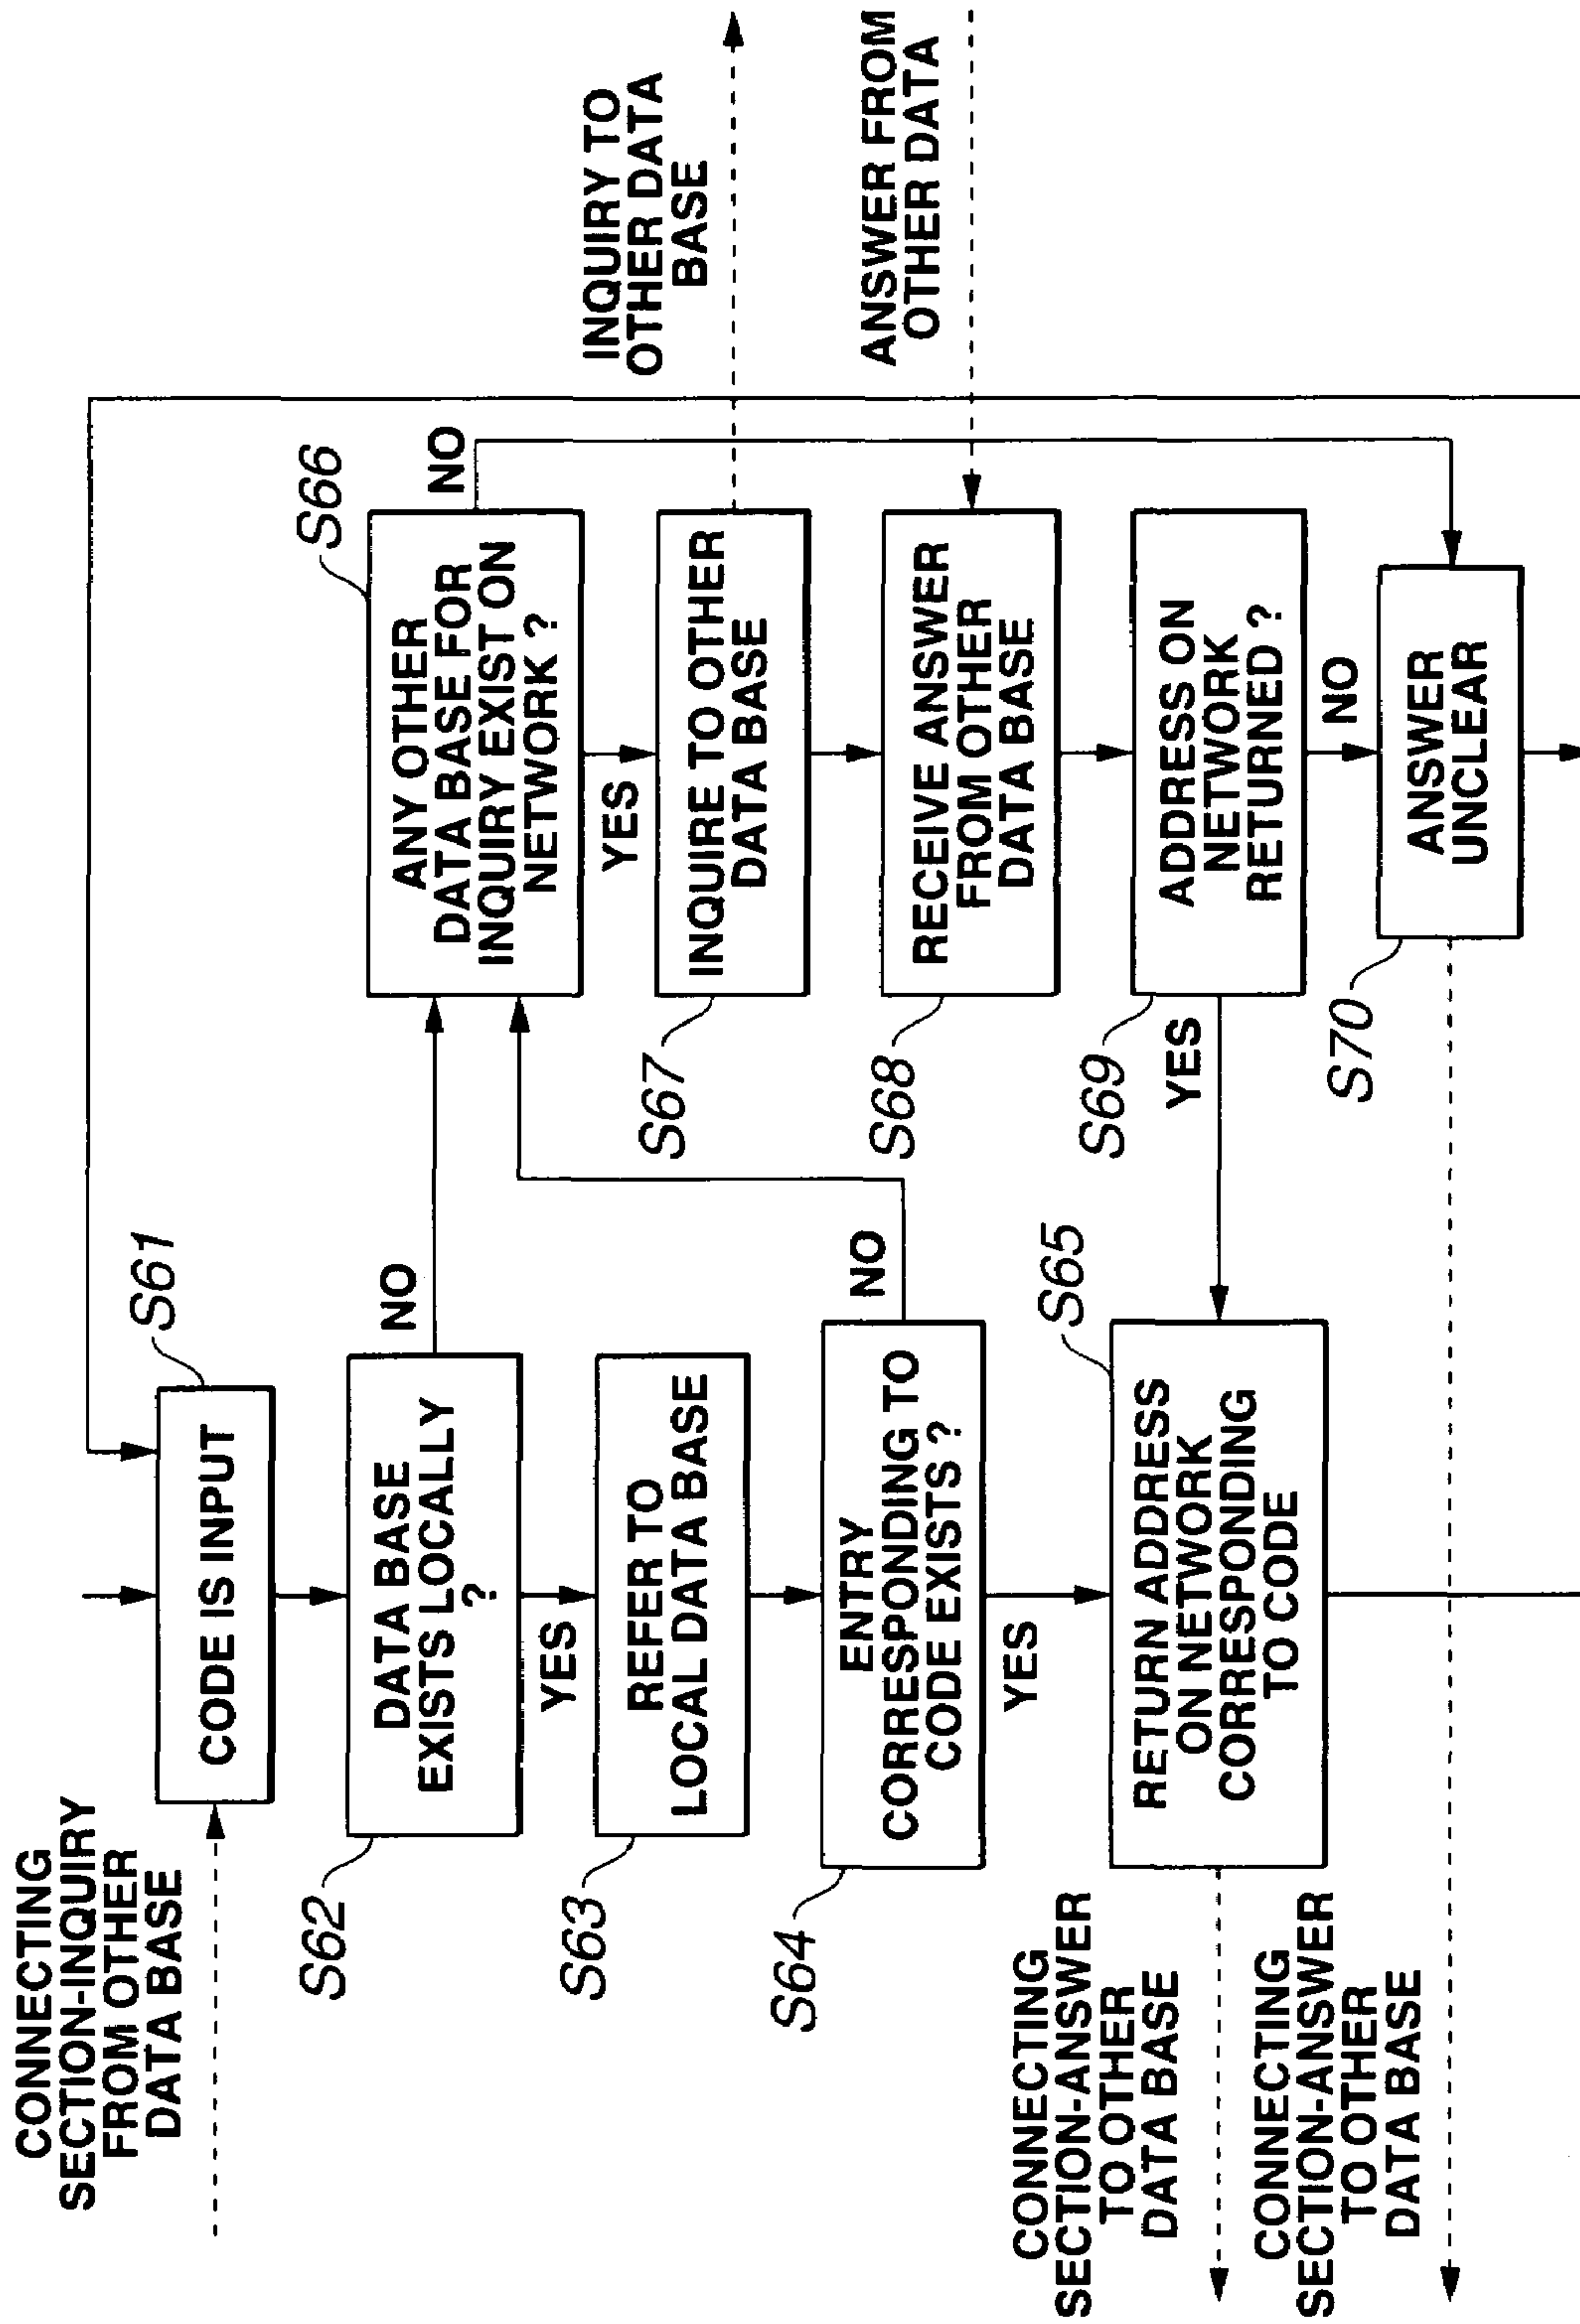 CONNECTING
SECTION-INQUIRY
FROM OTHER
DATA BASE
S61
CODE IS INPUT
S62
DATA BASE
EXISTS LOCALLY
?
NO
YES
S63
REFER TO
LOCAL DATA BASE
S64
ENTRY
CORRESPONDING TO
CODE EXISTS ?
NO
YES
S65
RETURN ADDRESS
ON NETWORK
CORRESPONDING
TO CODE
CONNECTING
SECTION-ANSWER
TO OTHER
DATA BASE
CONNECTING
SECTION-ANSWER
TO OTHER
DATA BASE
S66
ANY OTHER
DATA BASE FOR
INQUIRY EXIST ON
NETWORK ?
NO
YES
S67
INQUIRE TO OTHER
DATA BASE
INQUIRY TO
OTHER DATA
BASE
S68
RECEIVE ANSWER
FROM OTHER
DATA BASE
ANSWER FROM
OTHER DATA
S69
ADDRESS ON
NETWORK
RETURNED ?
YES
NO
S70
ANSWER
UNCLEAR